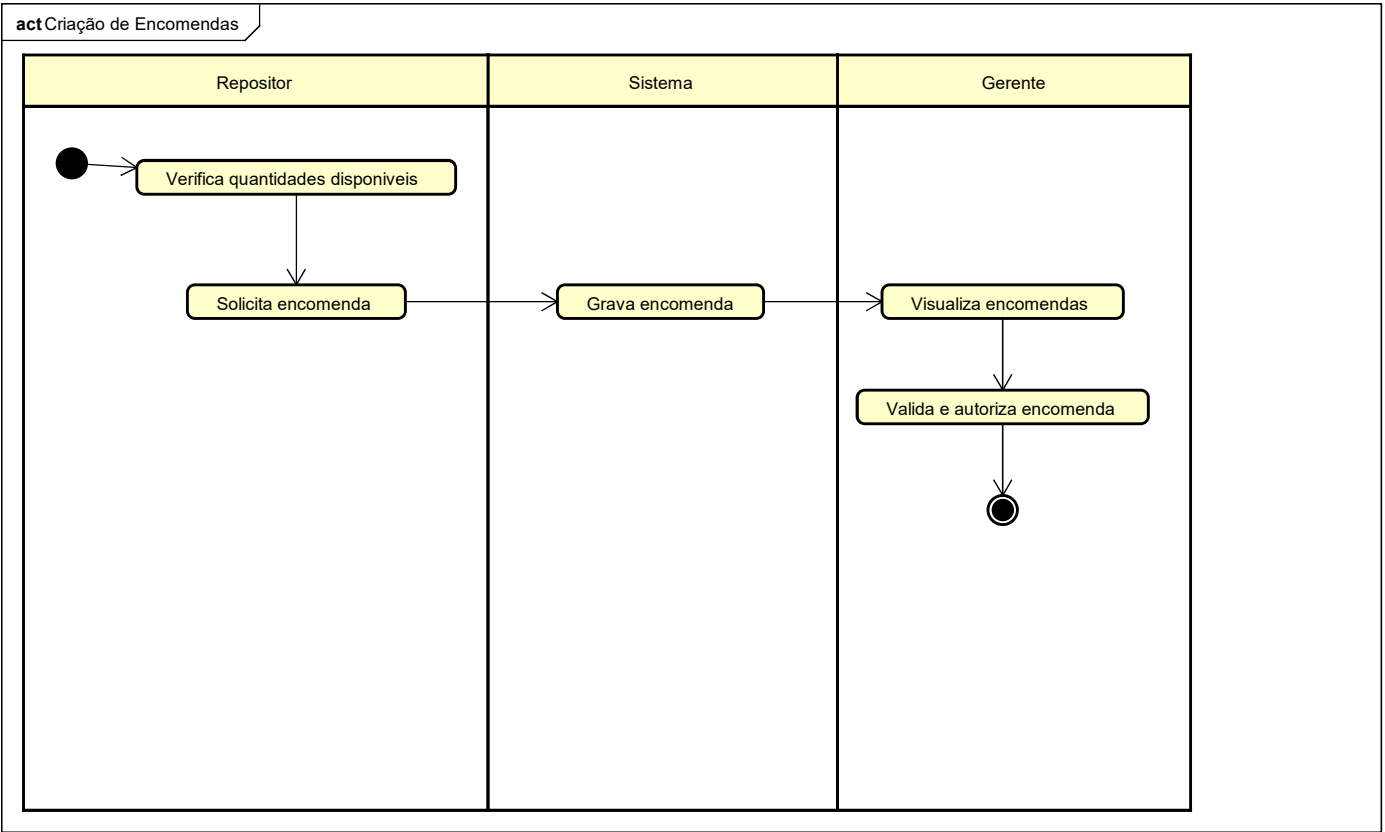 act Criação de Encomendas
Repositor
Sistema
Gerente
Verifica quantidades disponiveis
Solicita encomenda
Grava encomenda
Visualiza encomendas
Valida e autoriza encomenda